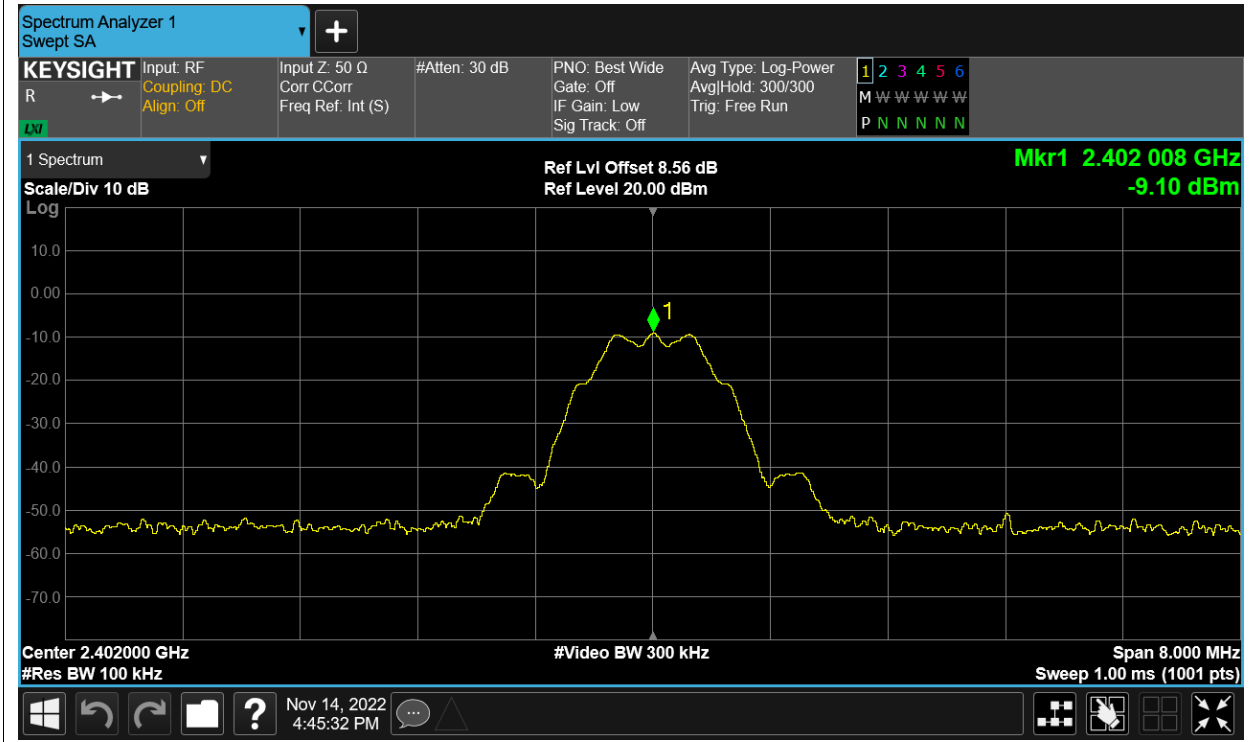 Spectrum Analyzer 1
Swept SA
+
KEYSIGHT
R
LXI
Input: RF
Coupling: DC
Align: Off
Input Z: 50 Ω
Corr CCorr
Freq Ref: Int (S)
#Atten: 30 dB
PNO: Best Wide
Gate: Off
IF Gain: Low
Sig Track: Off
Avg Type: Log-Power
Avg|Hold: 300/300
Trig: Free Run
1 2 3 4 5 6
M W W W W W
P N N N N N
1 Spectrum
Scale/Div 10 dB
Log
Ref Lvl Offset 8.56 dB
Ref Level 20.00 dBm
Mkr1 2.402 008 GHz
-9.10 dBm
10.0
0.00
1
-10.0
-20.0
-30.0
-40.0
-50.0
-60.0
-70.0
Center 2.402000 GHz
#Video BW 300 kHz
Span 8.000 MHz
#Res BW 100 kHz
Sweep 1.00 ms (1001 pts)
?
Nov 14, 2022
4:45:32 PM